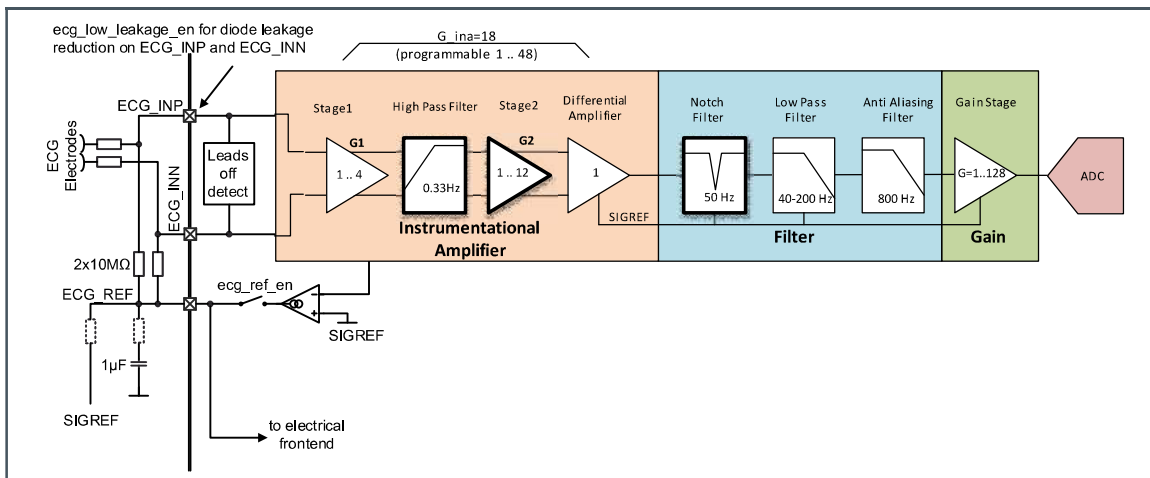 ecg_low_leakage_en for diode leakage
reduction on ECG_INP and ECG_INN
G_ina=18
(programmable 1 .. 48)
ECG_INP
ECG
Electrodes
ECG_INN
Leads
off
detect
Stage1
G1
1 .. 4
High Pass Filter
0.33Hz
Stage2
G2
1 .. 12
Differential
Amplifier
1
SIGREF
Instrumentational
Amplifier
Notch
Filter
50 Hz
Low Pass
Filter
40-200 Hz
Anti Aliasing
Filter
800 Hz
Filter
Gain Stage
G=1..128
Gain
ADC
2x10MΩ
ECG_REF
ecg_ref_en
SIGREF
1µF
SIGREF
to electrical
frontend